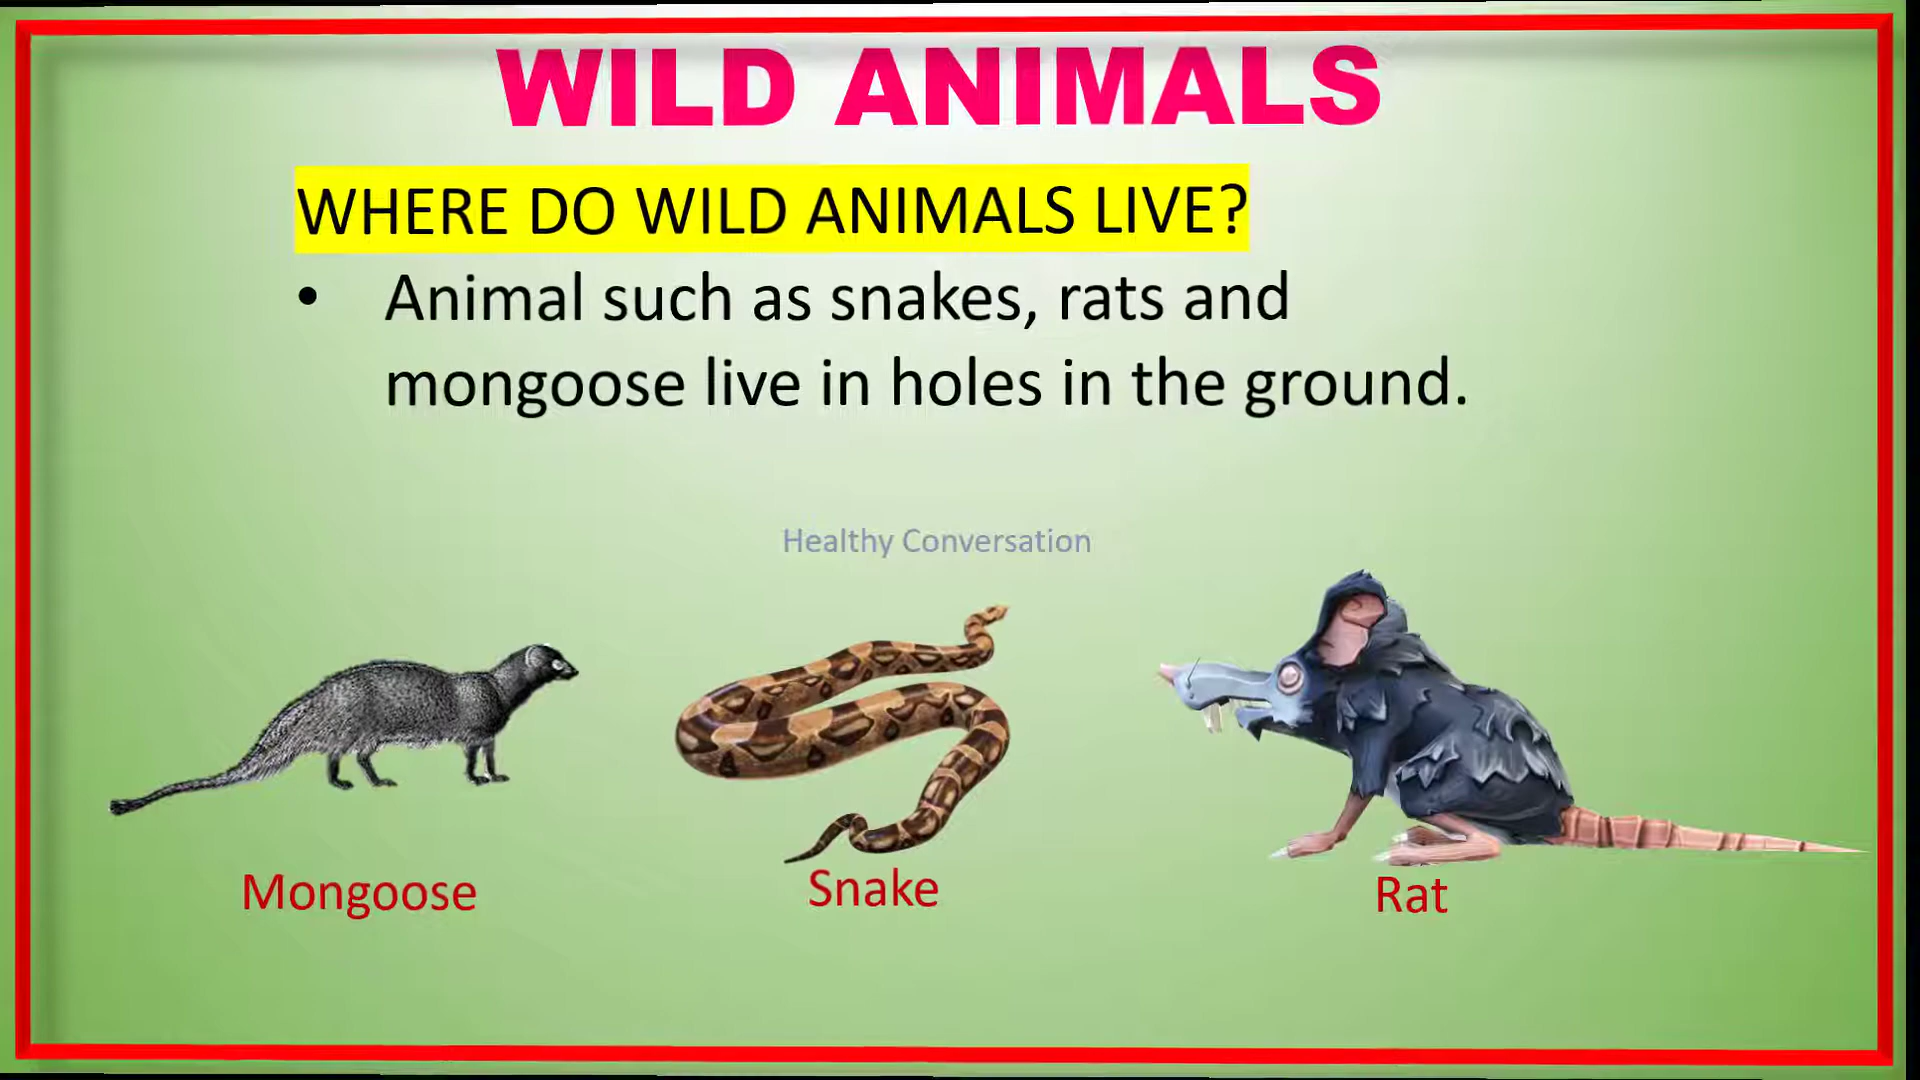 WILD ANIMALS
WHERE DO WILD ANIMALS LIVE?
• Animal such as snakes, rats and
mongoose live in holes in the ground.
Healthy Conversation
Mongoose
Snake
Rat